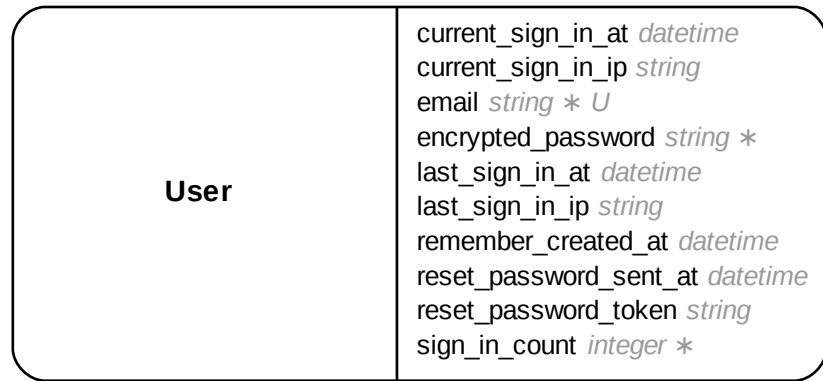 User
current_sign_in_at datetime
current_sign_in_ip string
email string ∗ U
encrypted_password string ∗
last_sign_in_at datetime
last_sign_in_ip string
remember_created_at datetime
reset_password_sent_at datetime
reset_password_token string
sign_in_count integer ∗